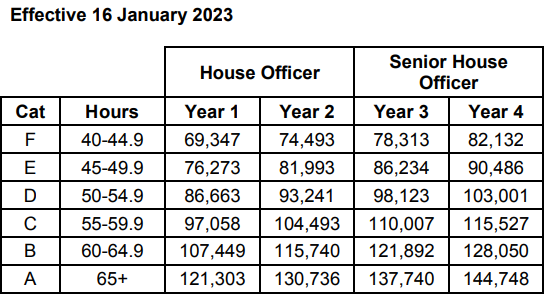 Effective 16 January 2023
House Officer Senior House Officer
Cat Hours Year 1 Year 2 Year 3 Year 4
F 40-44.9 69,347 74,493 78,313 82,132
E 45-49.9 76,273 81,993 86,234 90,486
D 50-54.9 86,663 93,241 98,123 103,001
C 55-59.9 97,058 104,493 110,007 115,527
B 60-64.9 107,449 115,740 121,892 128,050
A 65+ 121,303 130,736 137,740 144,748